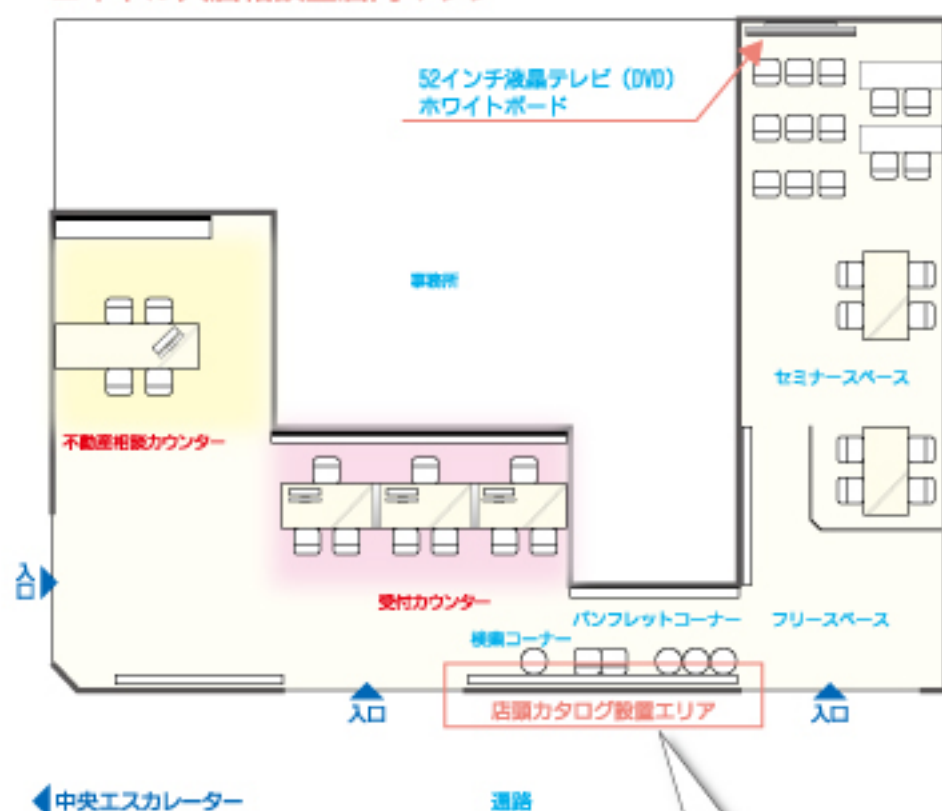 52インチ液晶テレビ（DVD）
ホワイトボード
事務所
セミナースペース
不動産相談カウンター
入口
受付カウンター
パンフレットコーナー
フリースペース
検索コーナー
店頭カタログ設置エリア
入口
入口
中央エスカレーター
通路